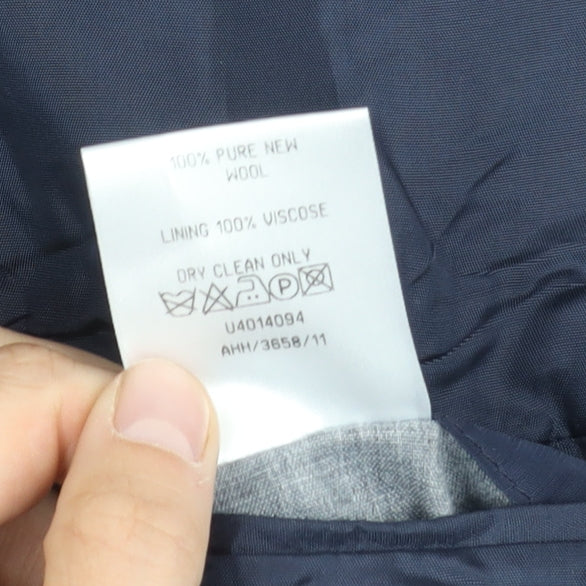 100% PURE NEW
WOOL
LINING 100% VISCOSE
DRY CLEAN ONLY
P
U4014094
AHH/3658/11